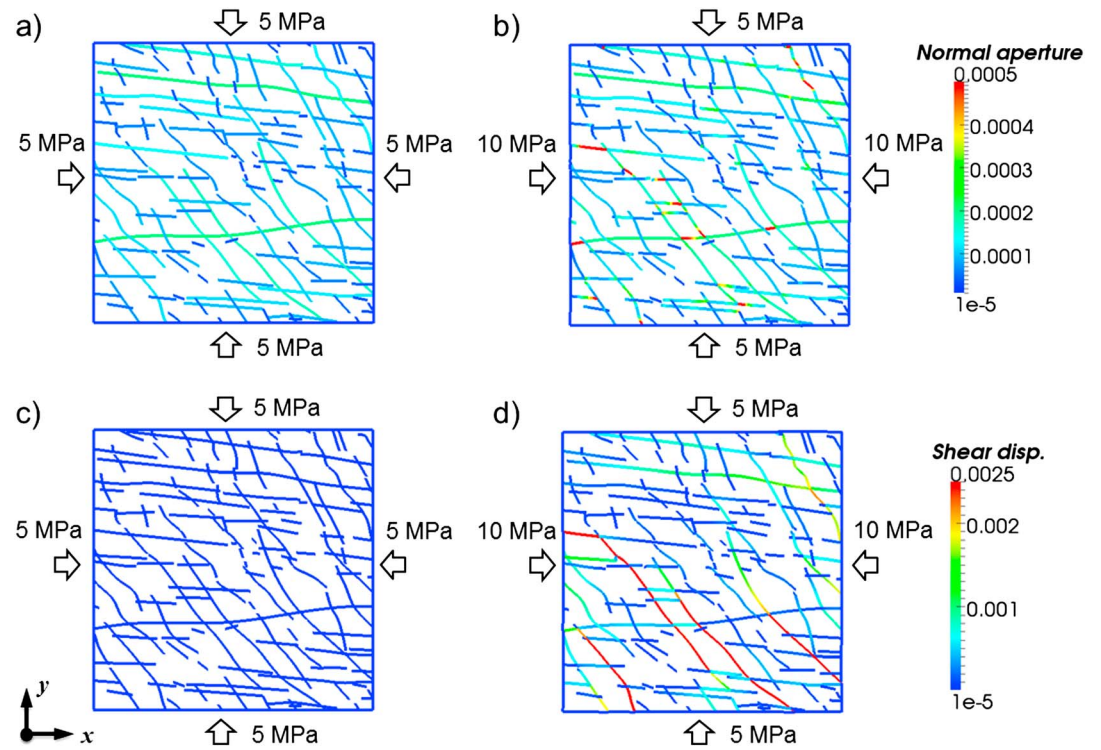 a)
5 MPa
b)
5 MPa
Normal aperture
0.0005
0.0004
0.0003
0.0002
0.0001
1e-5
5 MPa
5 MPa
10 MPa
10 MPa
5 MPa
5 MPa
c)
5 MPa
d)
5 MPa
Shear disp.
0.0025
0.002
0.001
1e-5
5 MPa
5 MPa
10 MPa
10 MPa
y
x
5 MPa
5 MPa